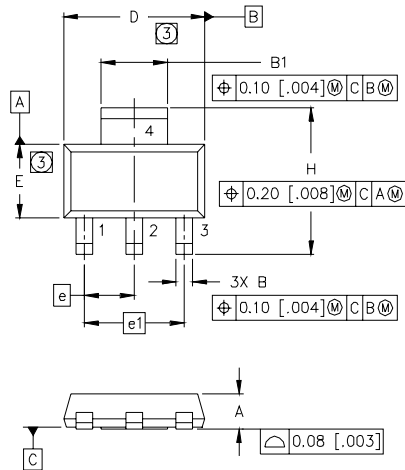 D
B
3
B1
⌖ 0.10 [.004] Ⓜ C B Ⓜ
A
4
3
E
H
⌖ 0.20 [.008] Ⓜ C A Ⓜ
1 2 3
e
3X B
⌖ 0.10 [.004] Ⓜ C B Ⓜ
e1
A
⌓ 0.08 [.003]
C